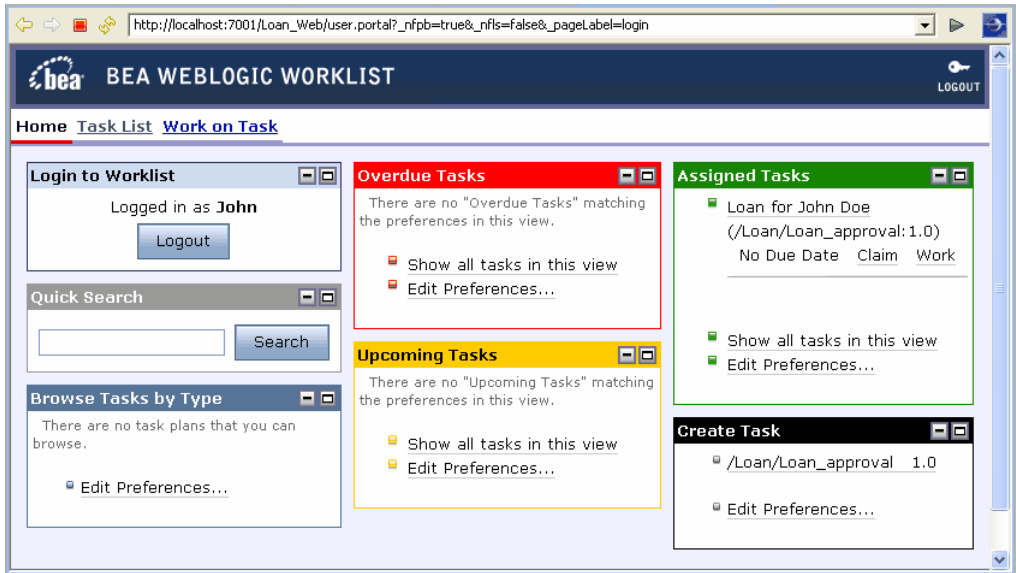 http://localhost:7001/Loan_Web/user.portal?_nfpb=true&_nfls=false&_pageLabel=login
bea BEA WEBLOGIC WORKLIST
LOGOUT
Home Task List Work on Task
Login to Worklist
Logged in as John
Logout
Quick Search
Search
Browse Tasks by Type
There are no task plans that you can
browse.
Edit Preferences...
Overdue Tasks
There are no "Overdue Tasks" matching
the preferences in this view.
Show all tasks in this view
Edit Preferences...
Upcoming Tasks
There are no "Upcoming Tasks" matching
the preferences in this view.
Show all tasks in this view
Edit Preferences...
Assigned Tasks
Loan for John Doe
(/Loan/Loan_approval:1.0)
No Due Date Claim Work
Show all tasks in this view
Edit Preferences...
Create Task
/Loan/Loan_approval 1.0
Edit Preferences...